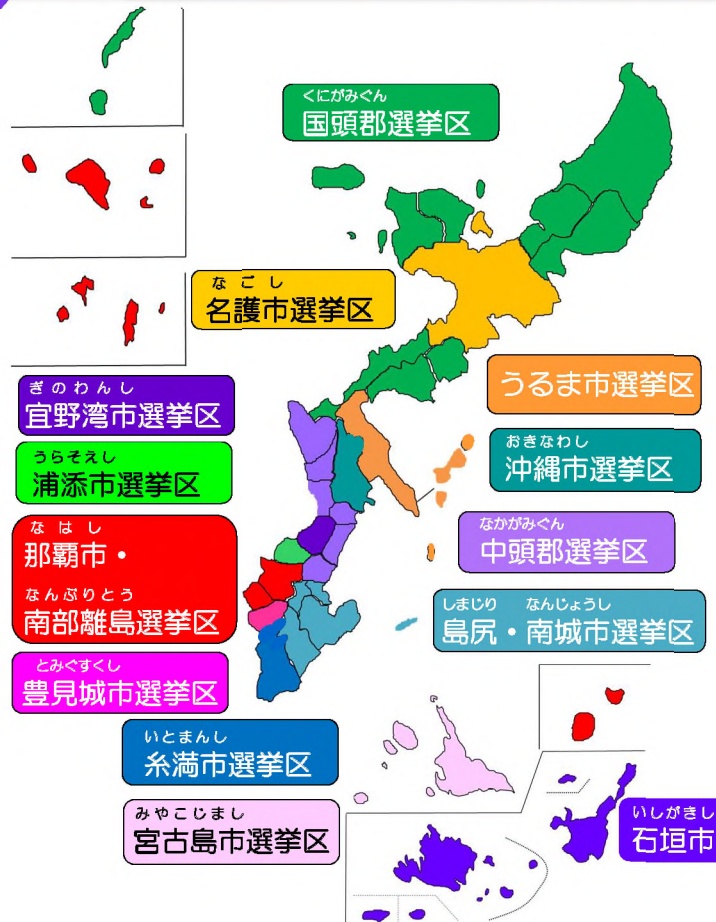 くにがみぐん
国頭郡選挙区
なごし
名護市選挙区
うるま市選挙区
ぎのわんし
宜野湾市選挙区
おきなわし
沖縄市選挙区
うらそえし
浦添市選挙区
なかがみぐん
中頭郡選挙区
なはし
那覇市・
なんぶりとう
南部離島選挙区
しまじり なんじょうし
島尻・南城市選挙区
とみぐすくし
豊見城市選挙区
いとまんし
糸満市選挙区
みやこじまし
宮古島市選挙区
いしがきし
石垣市